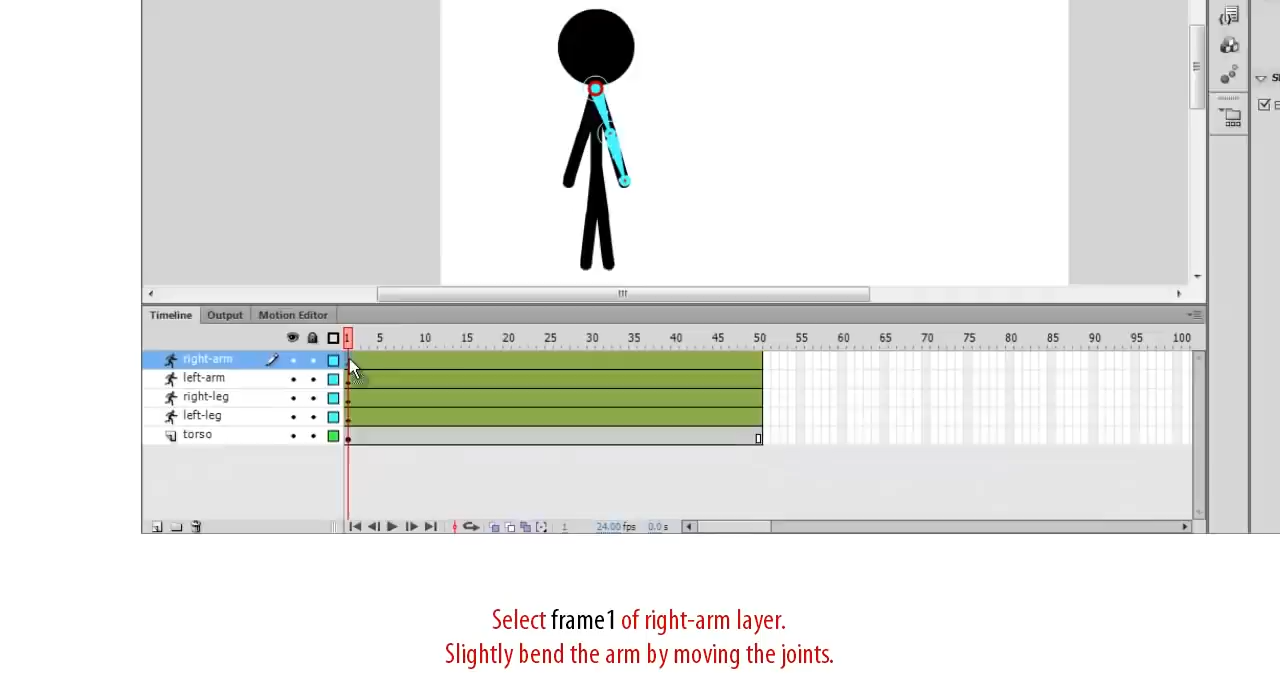 Timeline Output Motion Editor
1 5 10 15 20 25 30 35 40 45 50 55 60 65 70 75 80 85 90 95 100
right-arm
left-arm
right-leg
left-leg
torso
1 24.00 fps 0.0 s
Select frame1 of right-arm layer.
Slightly bend the arm by moving the joints.